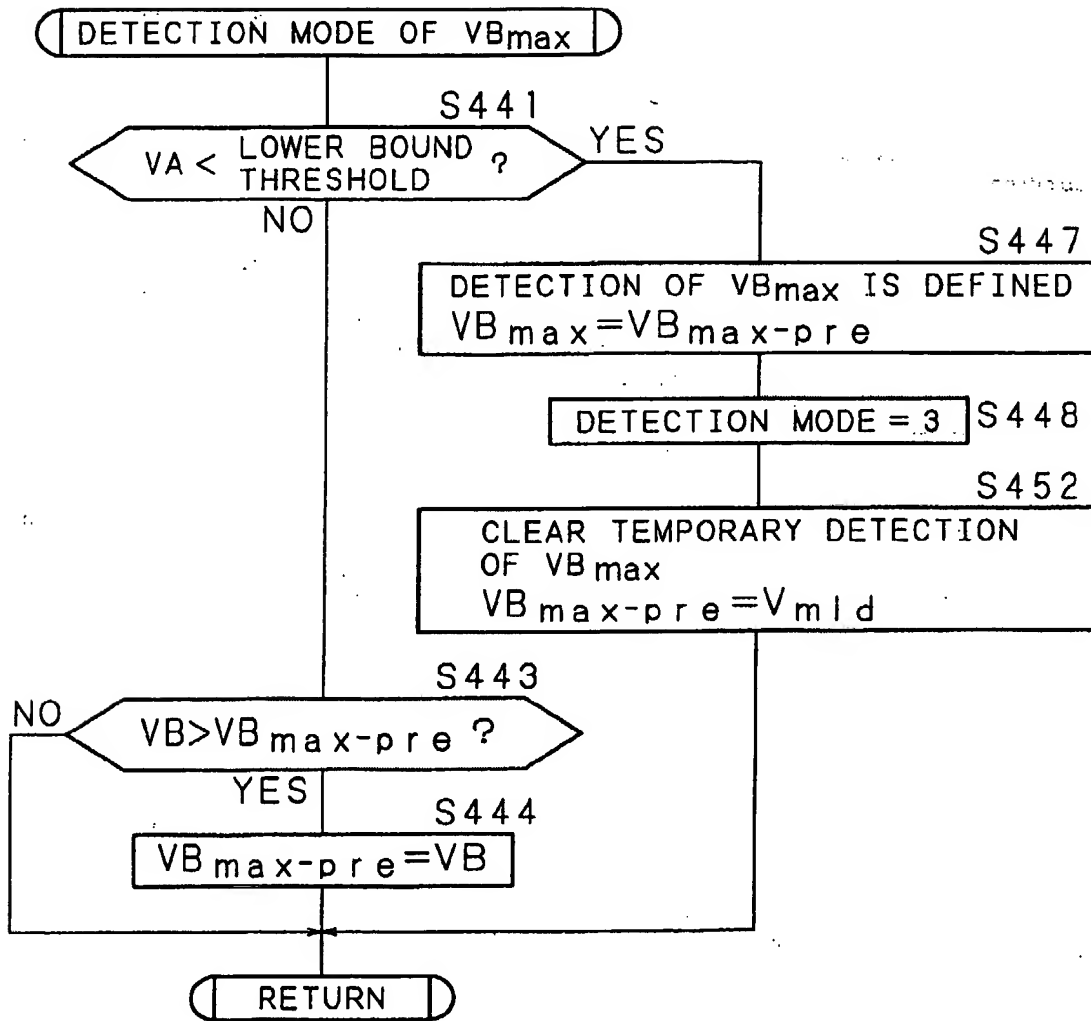 DETECTION MODE OF VBmax
S441
VA < LOWER BOUND THRESHOLD ?
YES
NO
S447
DETECTION OF VBmax IS DEFINED
VBmax=VBmax-pre
DETECTION MODE = 3
S448
S452
CLEAR TEMPORARY DETECTION
OF VBmax
VBmax-pre=Vmid
S443
NO
VB>VBmax-pre ?
YES
S444
VBmax-pre=VB
RETURN